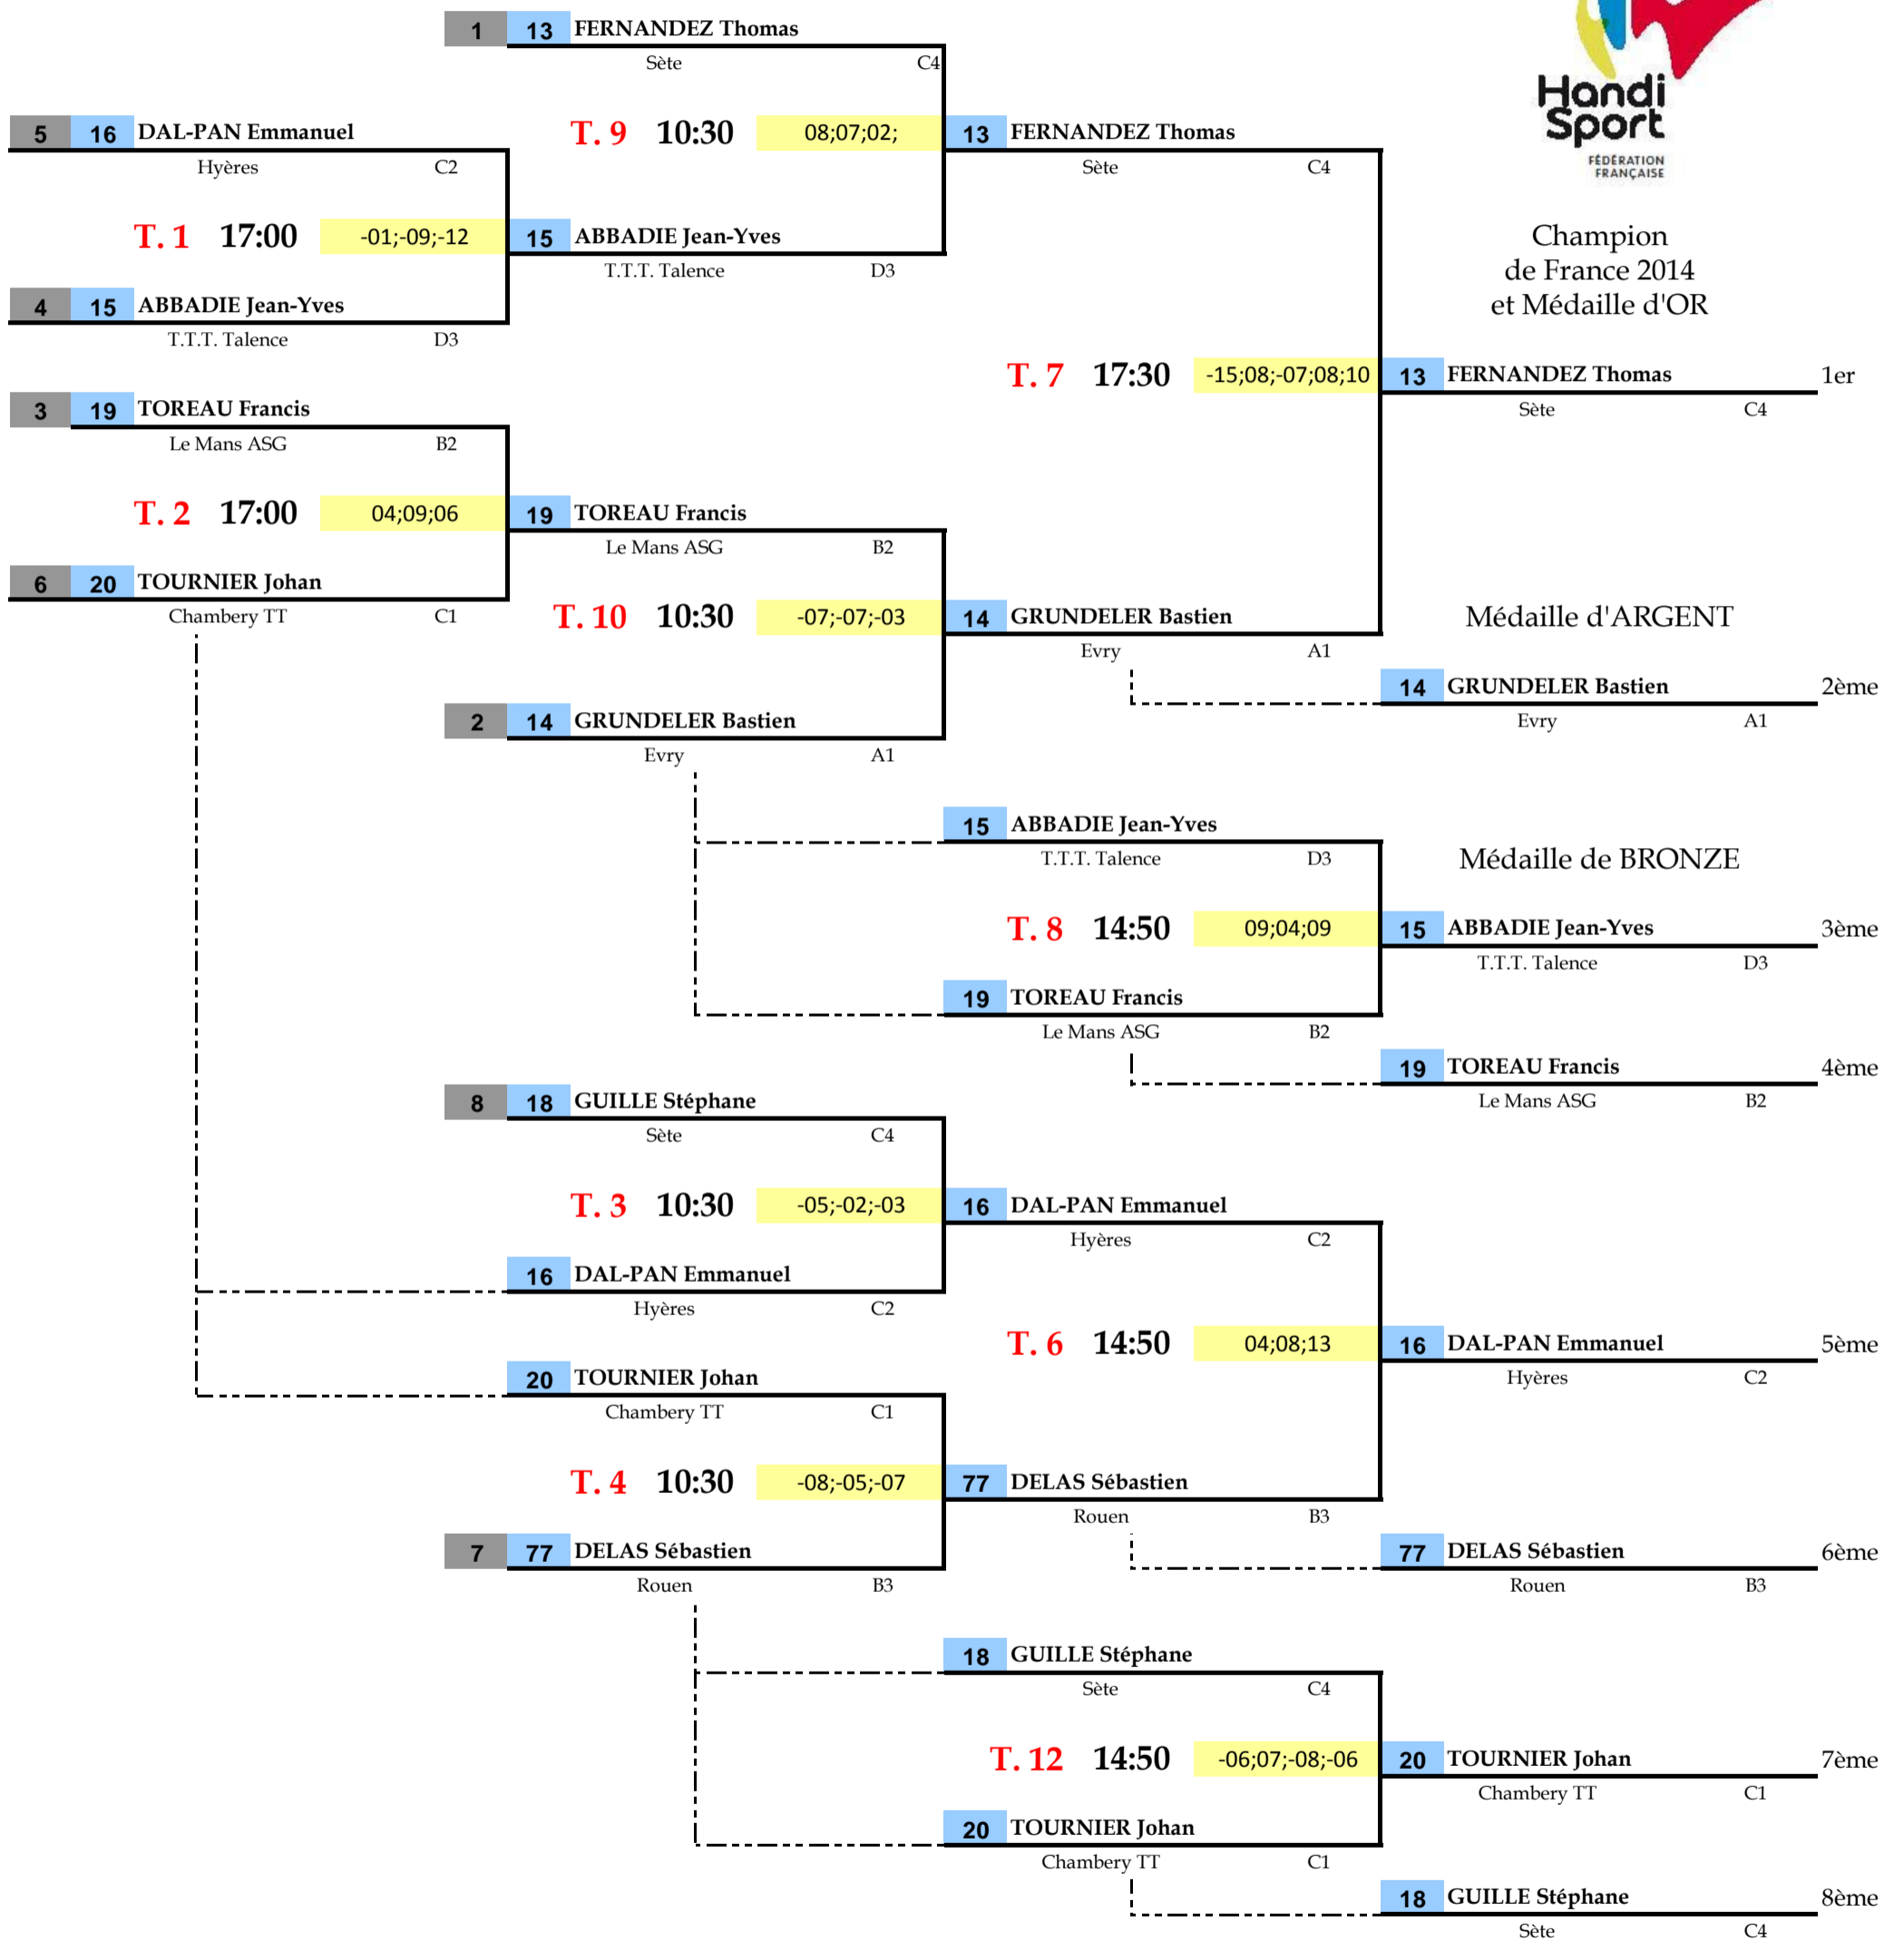 1 13 FERNANDEZ Thomas
Sète C4
Handi
Sport
FÉDÉRATION
FRANÇAISE
5 16 DAL-PAN Emmanuel T. 9 10:30 08;07;02; 13 FERNANDEZ Thomas
Hyères C2 Sète C4
T. 1 17:00 -01;-09;-12 15 ABBADIE Jean-Yves
T.T.T. Talence D3
Champion
de France 2014
et Médaille d'OR
4 15 ABBADIE Jean-Yves
T.T.T. Talence D3
T. 7 17:30 -15;08;-07;08;10 13 FERNANDEZ Thomas 1er
Sète C4
3 19 TOREAU Francis
Le Mans ASG B2
T. 2 17:00 04;09;06 19 TOREAU Francis
Le Mans ASG B2
6 20 TOURNIER Johan
Chambery TT C1
T. 10 10:30 -07;-07;-03 14 GRUNDELER Bastien
Evry A1
Médaille d'ARGENT
14 GRUNDELER Bastien 2ème
Evry A1
2 14 GRUNDELER Bastien
Evry A1
15 ABBADIE Jean-Yves
T.T.T. Talence D3
Médaille de BRONZE
T. 8 14:50 09;04;09 15 ABBADIE Jean-Yves 3ème
T.T.T. Talence D3
19 TOREAU Francis
Le Mans ASG B2
19 TOREAU Francis 4ème
Le Mans ASG B2
8 18 GUILLE Stéphane
Sète C4
T. 3 10:30 -05;-02;-03 16 DAL-PAN Emmanuel
Hyères C2
16 DAL-PAN Emmanuel
Hyères C2
T. 6 14:50 04;08;13 16 DAL-PAN Emmanuel 5ème
Hyères C2
20 TOURNIER Johan
Chambery TT C1
T. 4 10:30 -08;-05;-07 77 DELAS Sébastien
Rouen B3
7 77 DELAS Sébastien
Rouen B3
77 DELAS Sébastien 6ème
Rouen B3
18 GUILLE Stéphane
Sète C4
T. 12 14:50 -06;07;-08;-06 20 TOURNIER Johan 7ème
Chambery TT C1
20 TOURNIER Johan
Chambery TT C1
18 GUILLE Stéphane 8ème
Sète C4